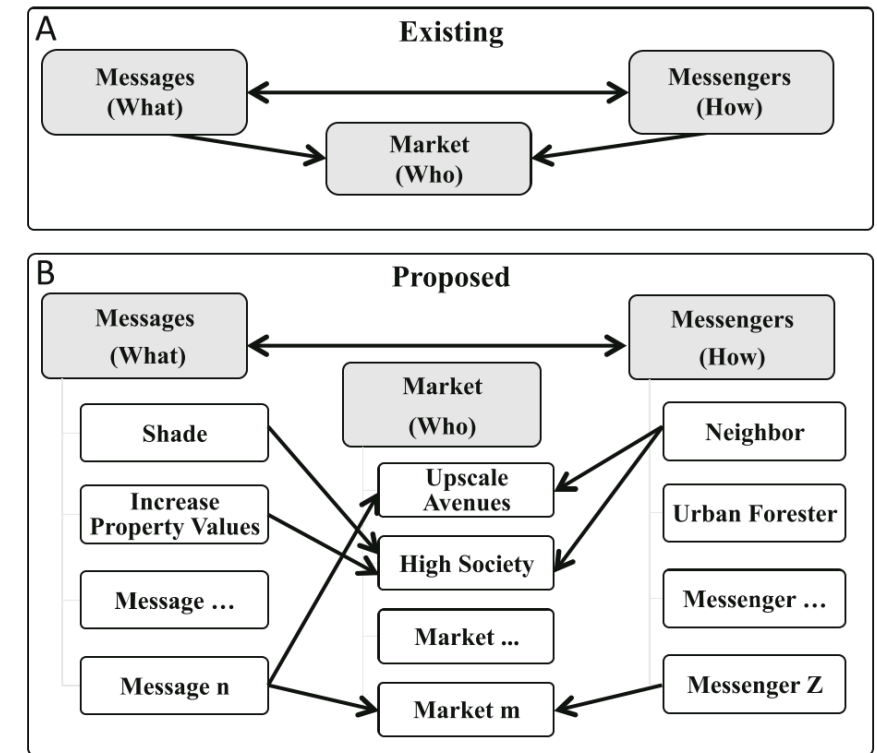 A
Existing
Messages
(What)
Messengers
(How)
Market
(Who)
B
Proposed
Messages
(What)
Messengers
(How)
Market
(Who)
Shade
Increase
Property Values
Message ...
Message n
Upscale
Avenues
High Society
Market ...
Market m
Neighbor
Urban Forester
Messenger ...
Messenger Z